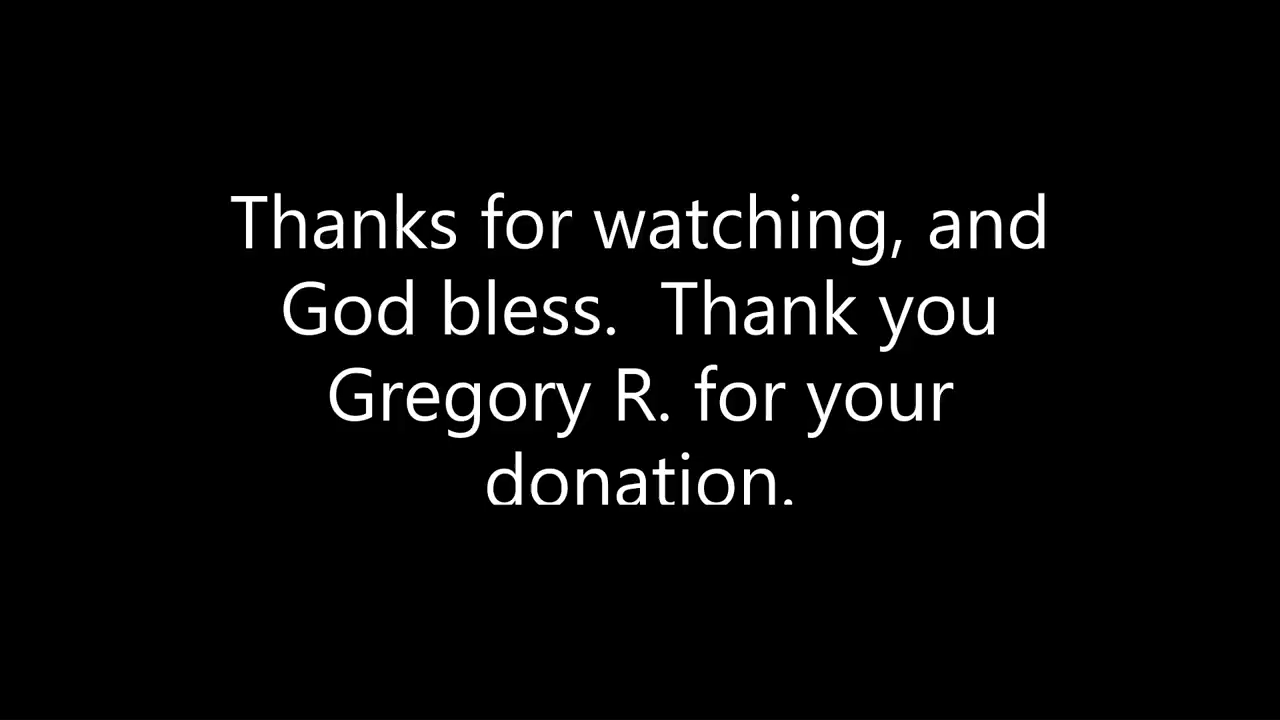 Thanks for watching, and
God bless.  Thank you
Gregory R. for your
donation.